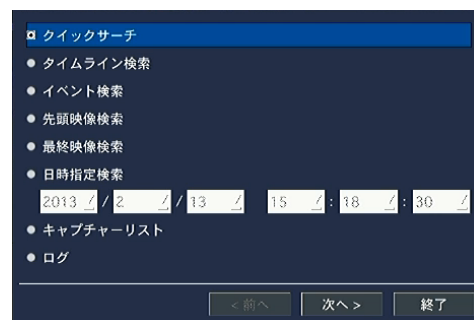 クイックサーチ
タイムライン検索
イベント検索
先頭映像検索
最終映像検索
日時指定検索
2013 / 2 / 13 15 : 18 : 30
キャプチャーリスト
ログ
< 前へ 次へ > 終了